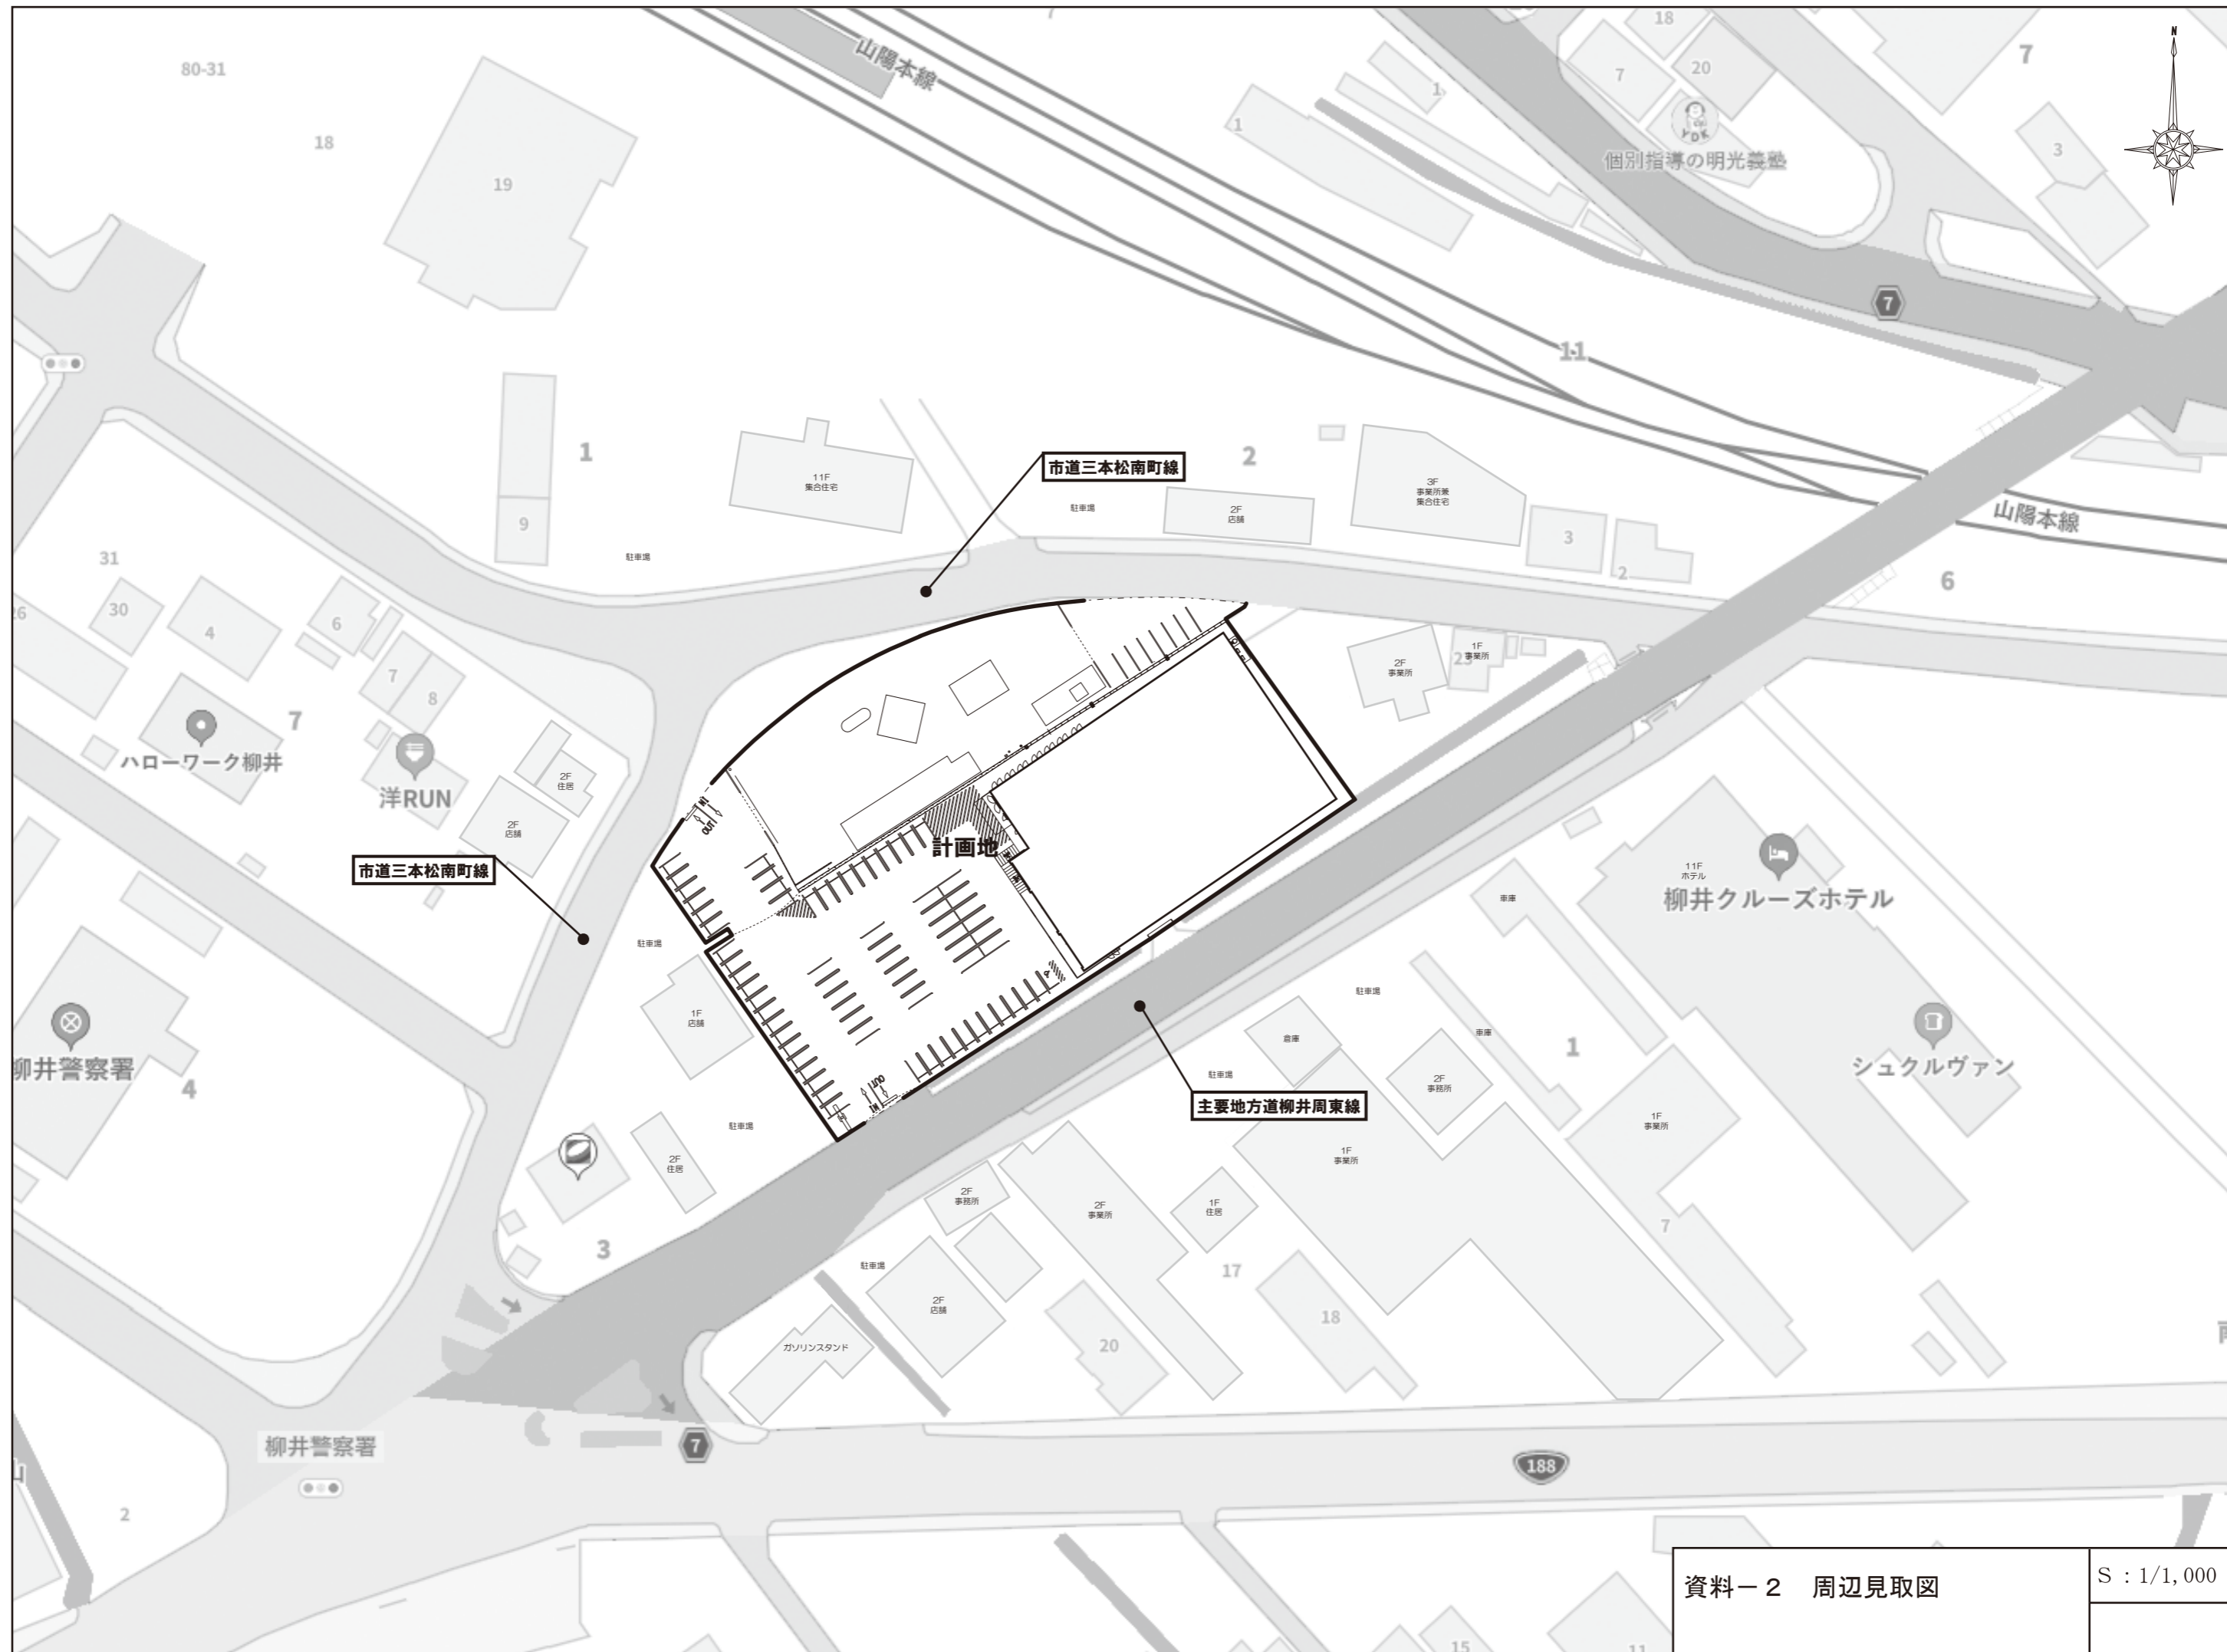 山陽本線
N
80-31
18
19
1
1
18
7
20
YDK
個別指導の明光義塾
7
3
7
11
山陽本線
6
1
9
11F
集合住宅
駐車場
市道三本松南町線
2
駐車場
2F
店舗
3F
事業所兼
集合住宅
3
2
31
30
26
4
6
7
8
7
ハローワーク柳井
洋RUN
2F
住居
2F
店舗
市道三本松南町線
IN
OUT
計画地
2F
事業所
23
1F
事業所
駐車場
1F
店舗
駐車場
OUT
IN
柳井警察署
4
2F
住居
3
主要地方道柳井周東線
11F
ホテル
柳井クルーズホテル
車庫
駐車場
車庫
倉庫
駐車場
2F
事務所
1
シュクルヴァン
1F
事業所
1F
事業所
2F
事務所
2F
事業所
1F
住居
7
駐車場
2F
店舗
17
18
20
ガソリンスタンド
柳井警察署
7
188
2
山
15
11
資料－2　周辺見取図
S：1/1,000